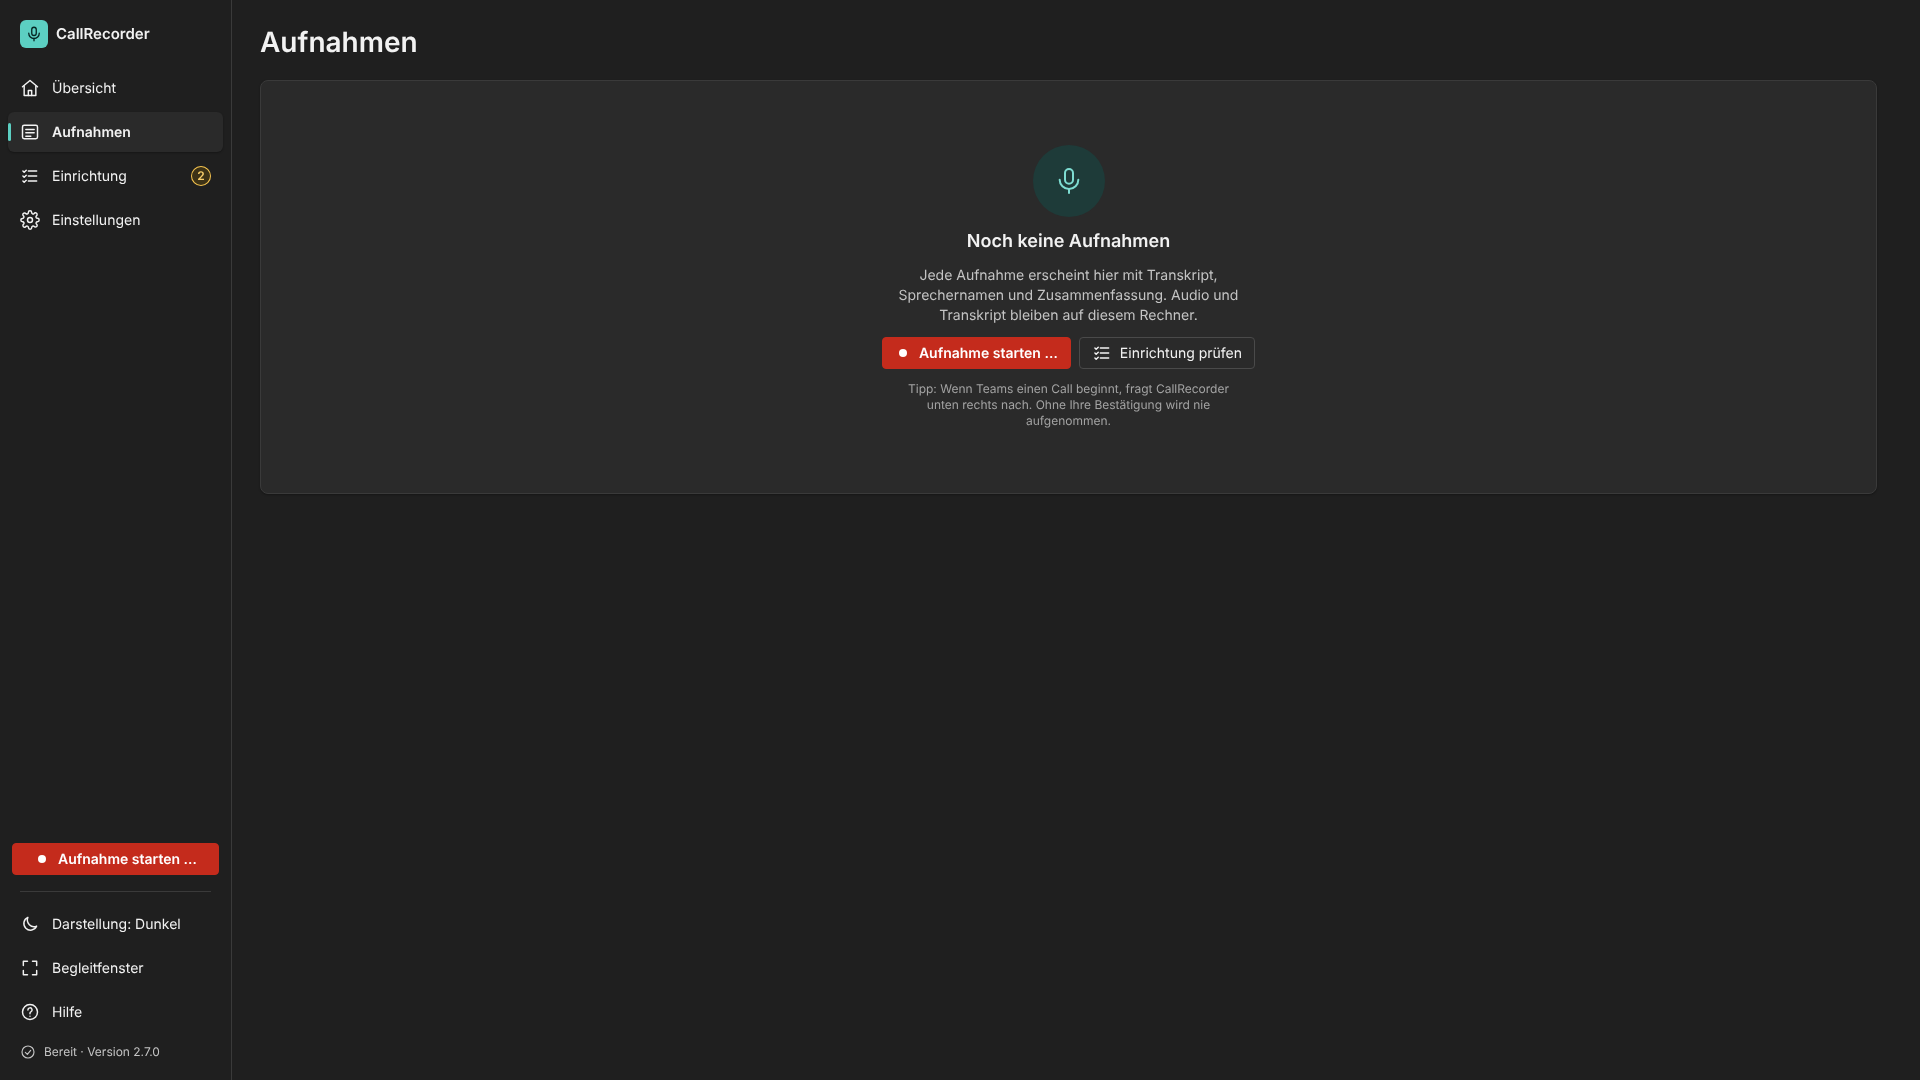 CallRecorder
Übersicht
Aufnahmen
Einrichtung
2
Einstellungen
Aufnahme starten ...
Darstellung: Dunkel
Begleitfenster
Hilfe
Bereit · Version 2.7.0
Aufnahmen
Noch keine Aufnahmen
Jede Aufnahme erscheint hier mit Transkript,
Sprechernamen und Zusammenfassung. Audio und
Transkript bleiben auf diesem Rechner.
Aufnahme starten ...
Einrichtung prüfen
Tipp: Wenn Teams einen Call beginnt, fragt CallRecorder
unten rechts nach. Ohne Ihre Bestätigung wird nie
aufgenommen.